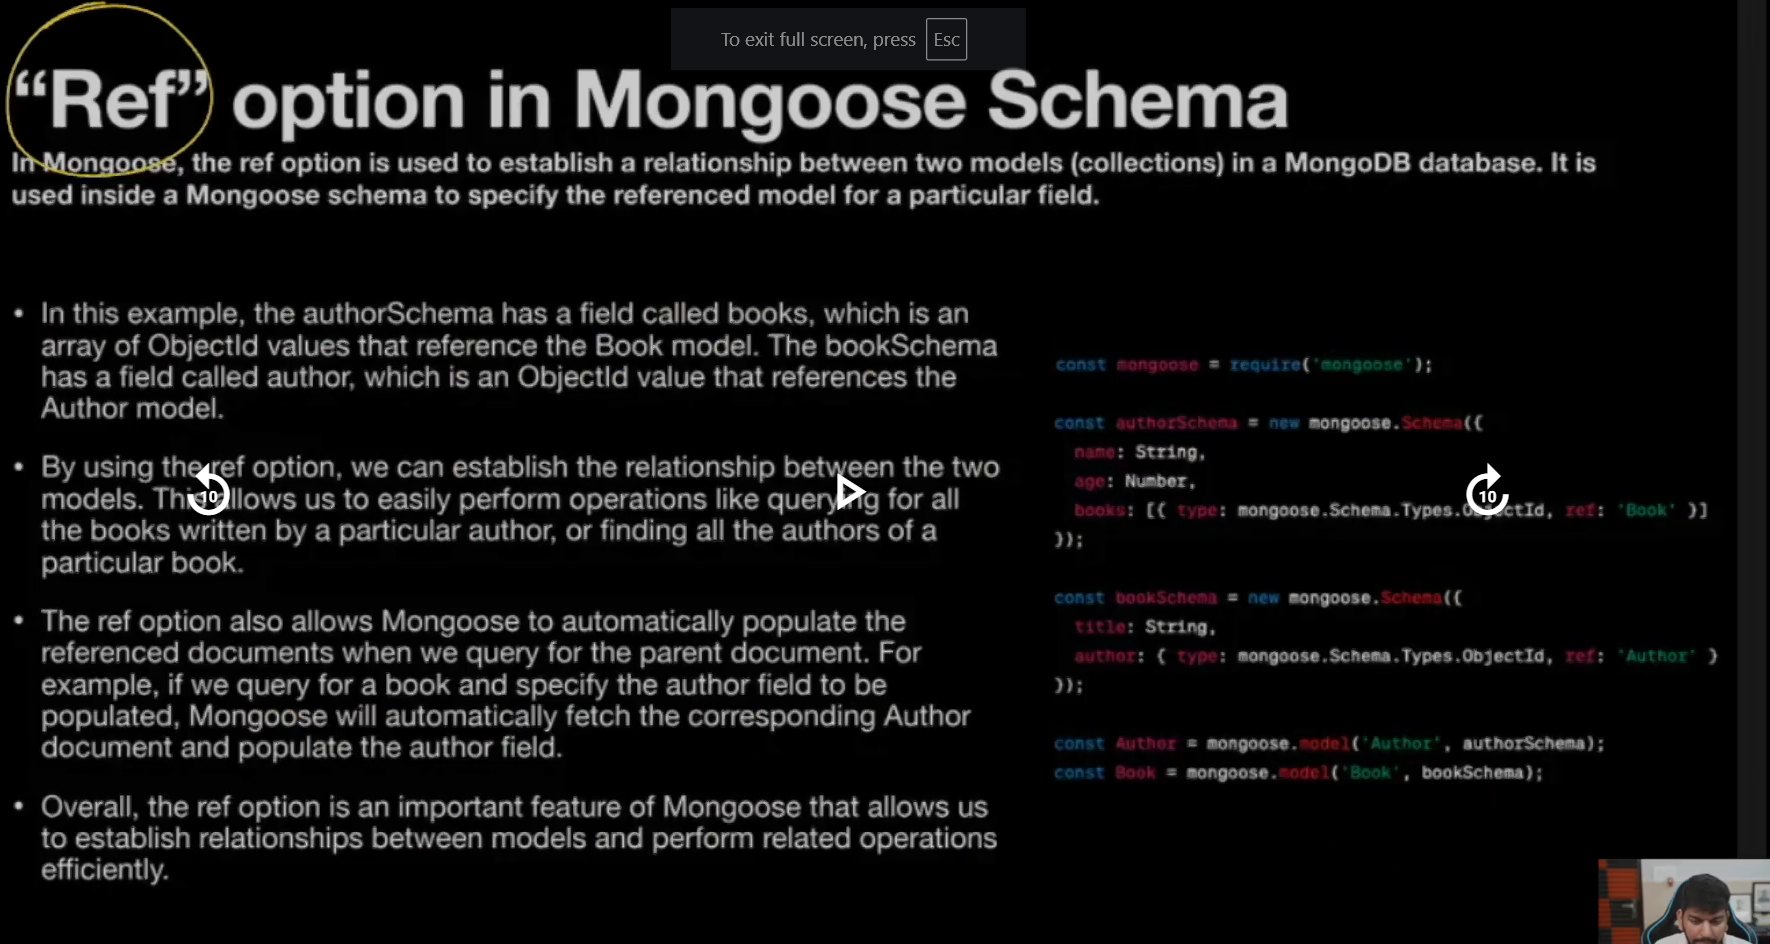 To exit full screen, press Esc
“Ref” option in Mongoose Schema
In Mongoose, the ref option is used to establish a relationship between two models (collections) in a MongoDB database. It is
used inside a Mongoose schema to specify the referenced model for a particular field.
• In this example, the authorSchema has a field called books, which is an
array of ObjectId values that reference the Book model. The bookSchema
has a field called author, which is an ObjectId value that references the
Author model.
• By using the ref option, we can establish the relationship between the two
models. This allows us to easily perform operations like querying for all
the books written by a particular author, or finding all the authors of a
particular book.
• The ref option also allows Mongoose to automatically populate the
referenced documents when we query for the parent document. For
example, if we query for a book and specify the author field to be
populated, Mongoose will automatically fetch the corresponding Author
document and populate the author field.
• Overall, the ref option is an important feature of Mongoose that allows us
to establish relationships between models and perform related operations
efficiently.
10
10
const mongoose = require('mongoose');
const authorSchema = new mongoose.Schema({
name: String,
age: Number,
books: [{ type: mongoose.Schema.Types.ObjectId, ref: 'Book' }]
});
const bookSchema = new mongoose.Schema({
title: String,
author: { type: mongoose.Schema.Types.ObjectId, ref: 'Author' }
});
const Author = mongoose.model('Author', authorSchema);
const Book = mongoose.model('Book', bookSchema);